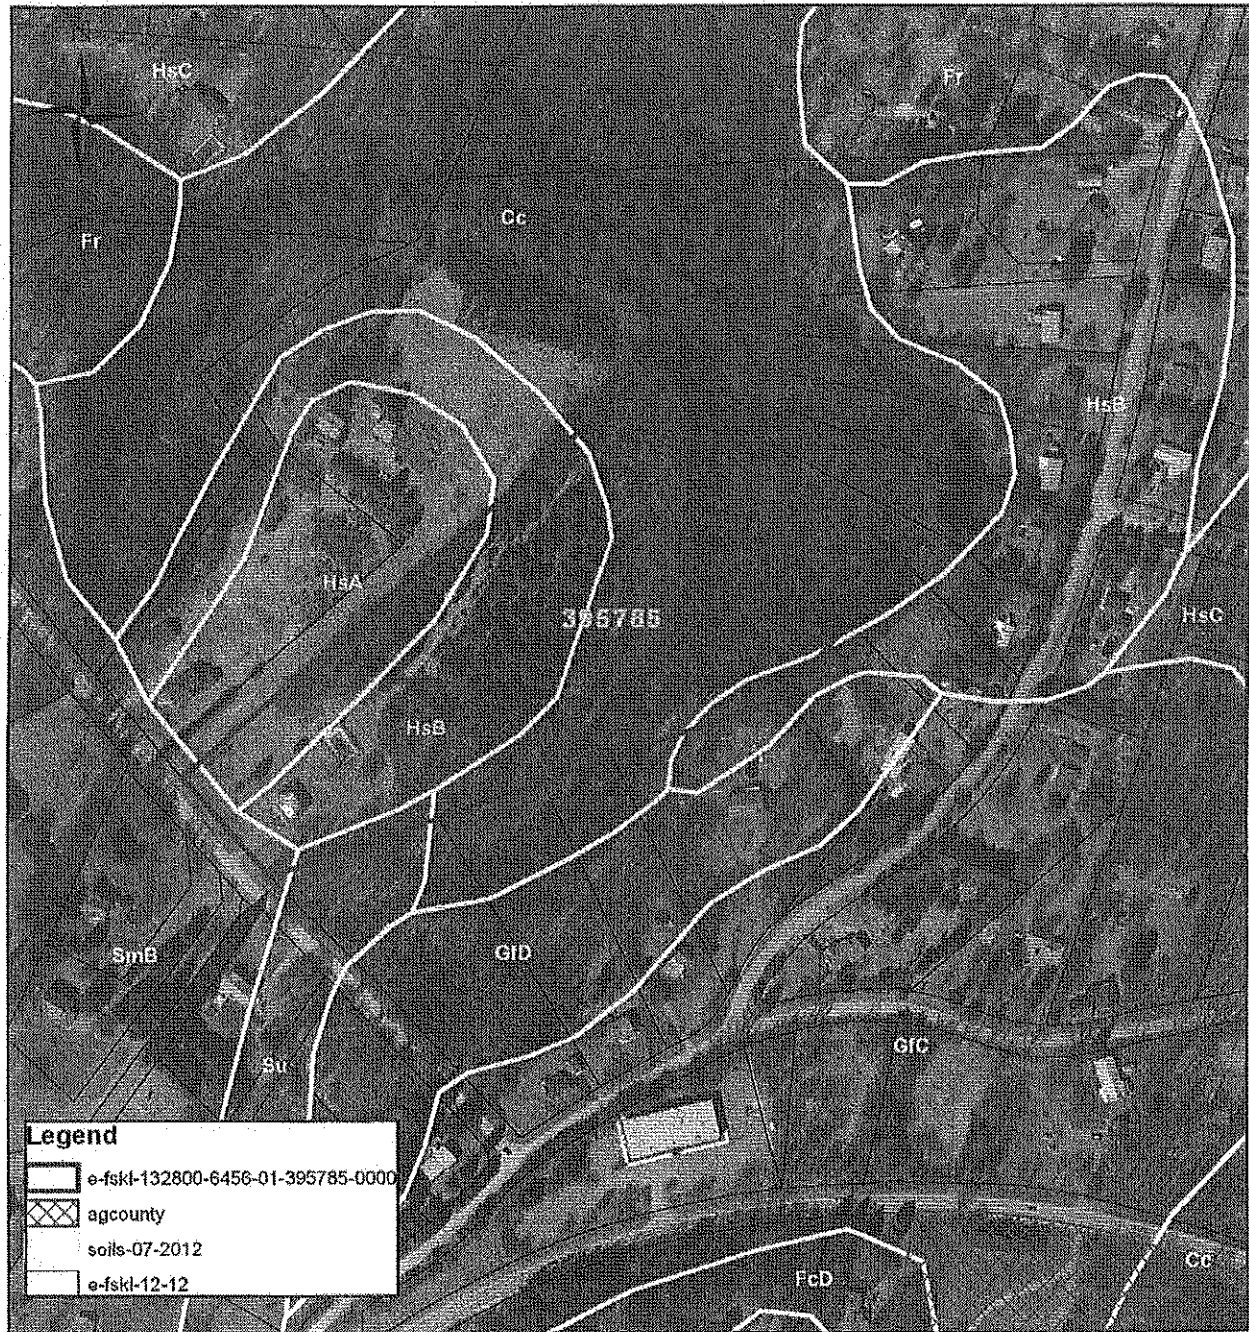 HsC
Fr
Fr
Cc
HsB
HsA
395785
HsC
HsB
SmB
GfD
GfC
Su
Legend
e-fskl-132800-6456-01-395785-0000
agcounty
soils-07-2012
e-fskl-12-12
FcD
Cc